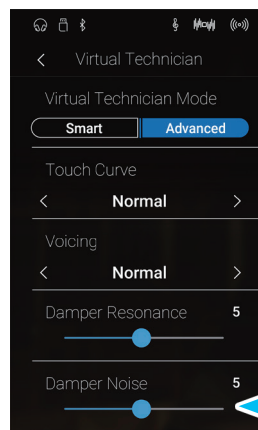 Virtual Technician
Virtual Technician Mode
Smart Advanced
Touch Curve
Normal
Voicing
Normal
Damper Resonance 5
Damper Noise 5